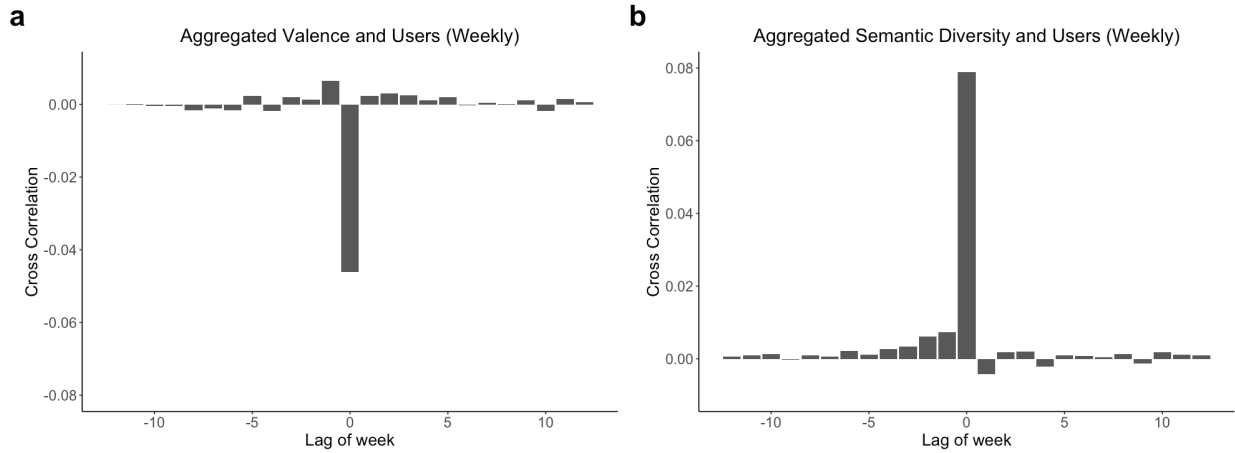 a
Aggregated Valence and Users (Weekly)
0.00
-0.02
-0.04
-0.06
-0.08
Cross Correlation
-10 -5 0 5 10
Lag of week
b
Aggregated Semantic Diversity and Users (Weekly)
0.08
0.06
0.04
0.02
0.00
Cross Correlation
-10 -5 0 5 10
Lag of week